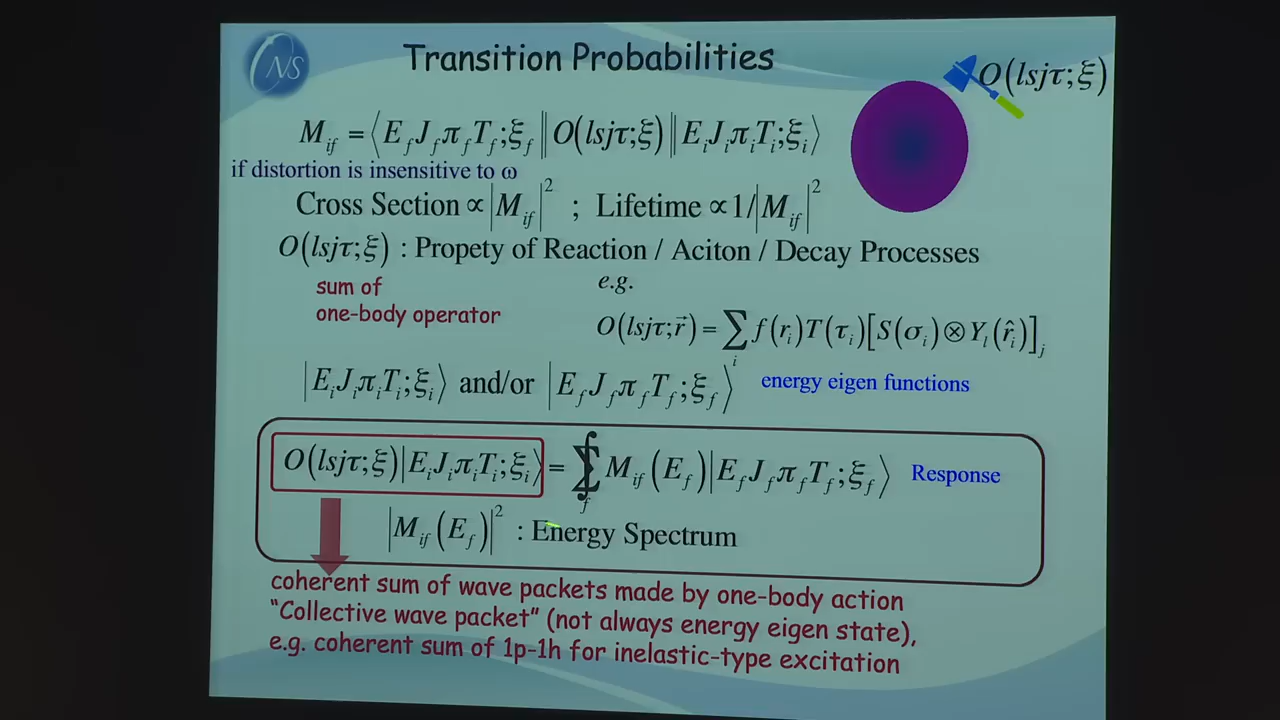 CNS
Transition Probabilities
O(lsjτ;ξ)
M_if = ⟨E_f J_f π_f T_f;ξ_f || O(lsjτ;ξ) || E_i J_i π_i T_i;ξ_i⟩
if distortion is insensitive to ω
Cross Section ∝ |M_if|² ; Lifetime ∝ 1/|M_if|²
O(lsjτ;ξ) : Propety of Reaction / Aciton / Decay Processes
sum of
one-body operator
e.g.
O(lsjτ;r⃗) = ∑_i f(r_i)T(τ_i)[S(σ_i)⊗Y_l(r̂_i)]_j
|E_i J_i π_i T_i;ξ_i⟩ and/or |E_f J_f π_f T_f;ξ_f⟩ energy eigen functions
O(lsjτ;ξ)|E_i J_i π_i T_i;ξ_i⟩ = ∑∫_f M_if(E_f)|E_f J_f π_f T_f;ξ_f⟩ Response
|M_if(E_f)|² : Energy Spectrum
coherent sum of wave packets made by one-body action
“Collective wave packet” (not always energy eigen state),
e.g. coherent sum of 1p-1h for inelastic-type excitation